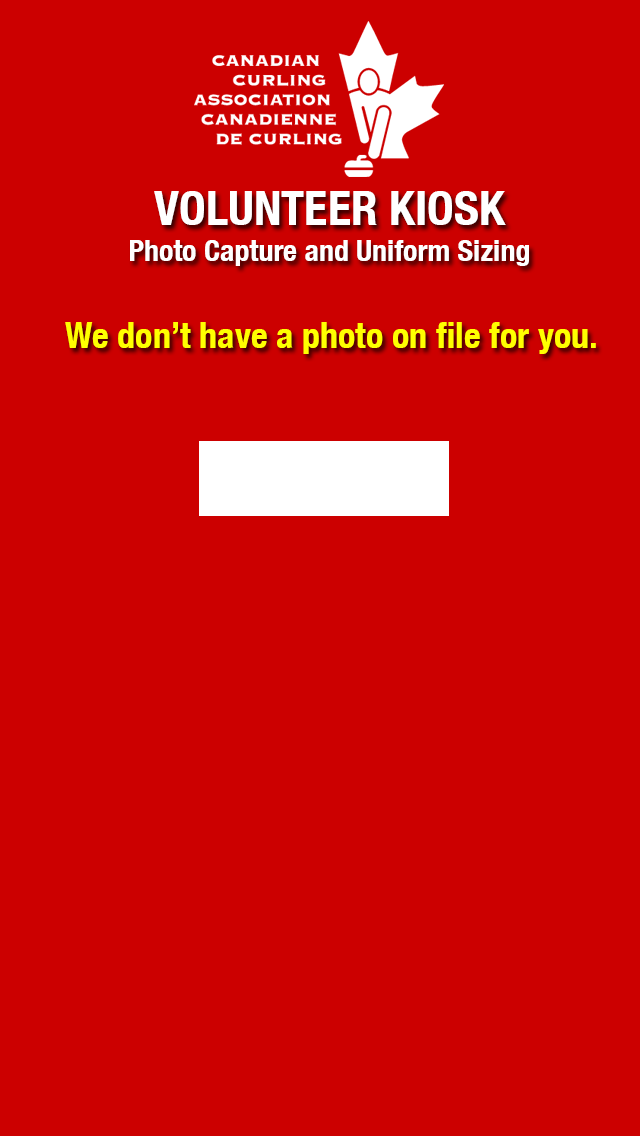 CANADIAN
CURLING
ASSOCIATION
CANADIENNE
DE CURLING
VOLUNTEER KIOSK
Photo Capture and Uniform Sizing
We don’t have a photo on file for you.